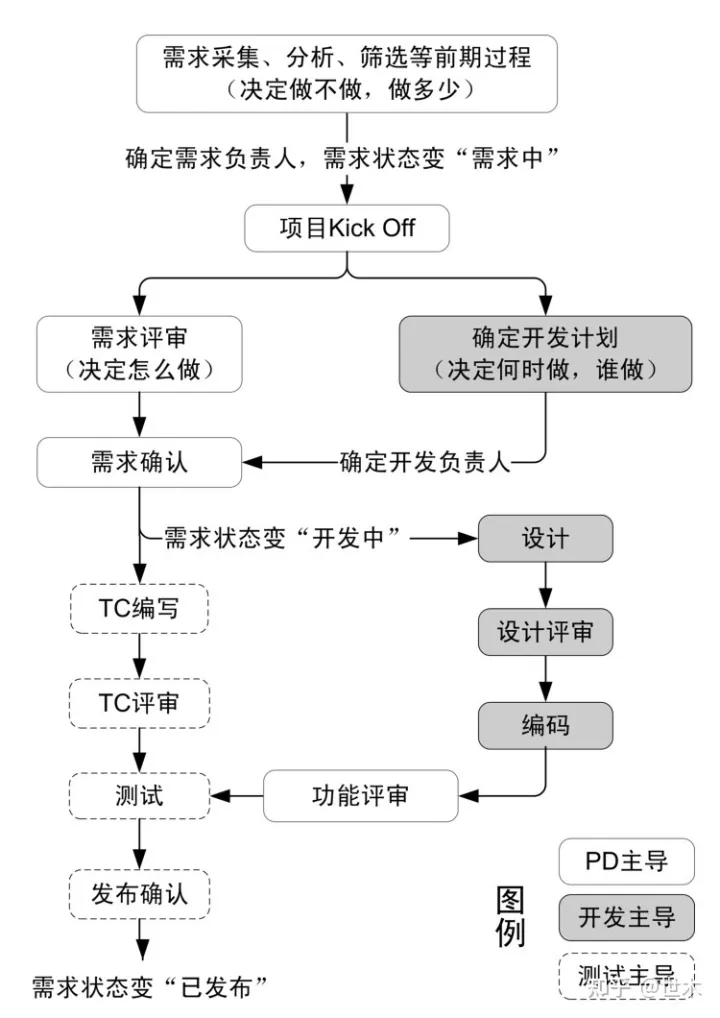 需求采集、分析、筛选等前期过程
（决定做不做，做多少）
确定需求负责人，需求状态变“需求中”
项目Kick Off
需求评审
（决定怎么做）
确定开发计划
（决定何时做，谁做）
需求确认
确定开发负责人
需求状态变“开发中”
设计
TC编写
设计评审
TC评审
编码
测试
功能评审
发布确认
需求状态变“已发布”
图例
PD主导
开发主导
测试主导
知乎 @世木